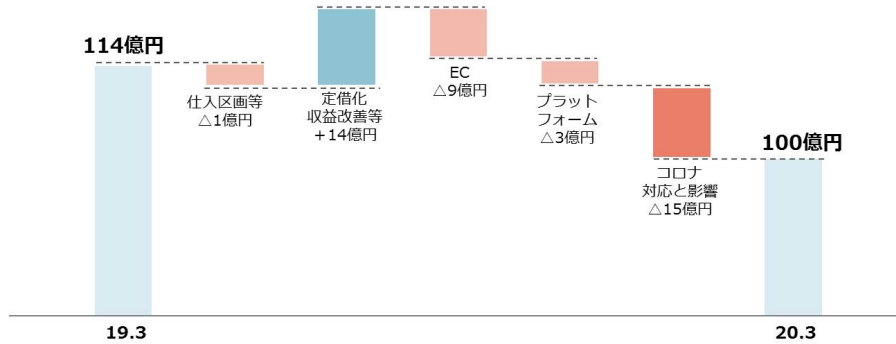 114億円
仕入区画等
△1億円
定借化
収益改善等
＋14億円
EC
△9億円
プラット
フォーム
△3億円
コロナ
対応と影響
△15億円
100億円
19.3
20.3